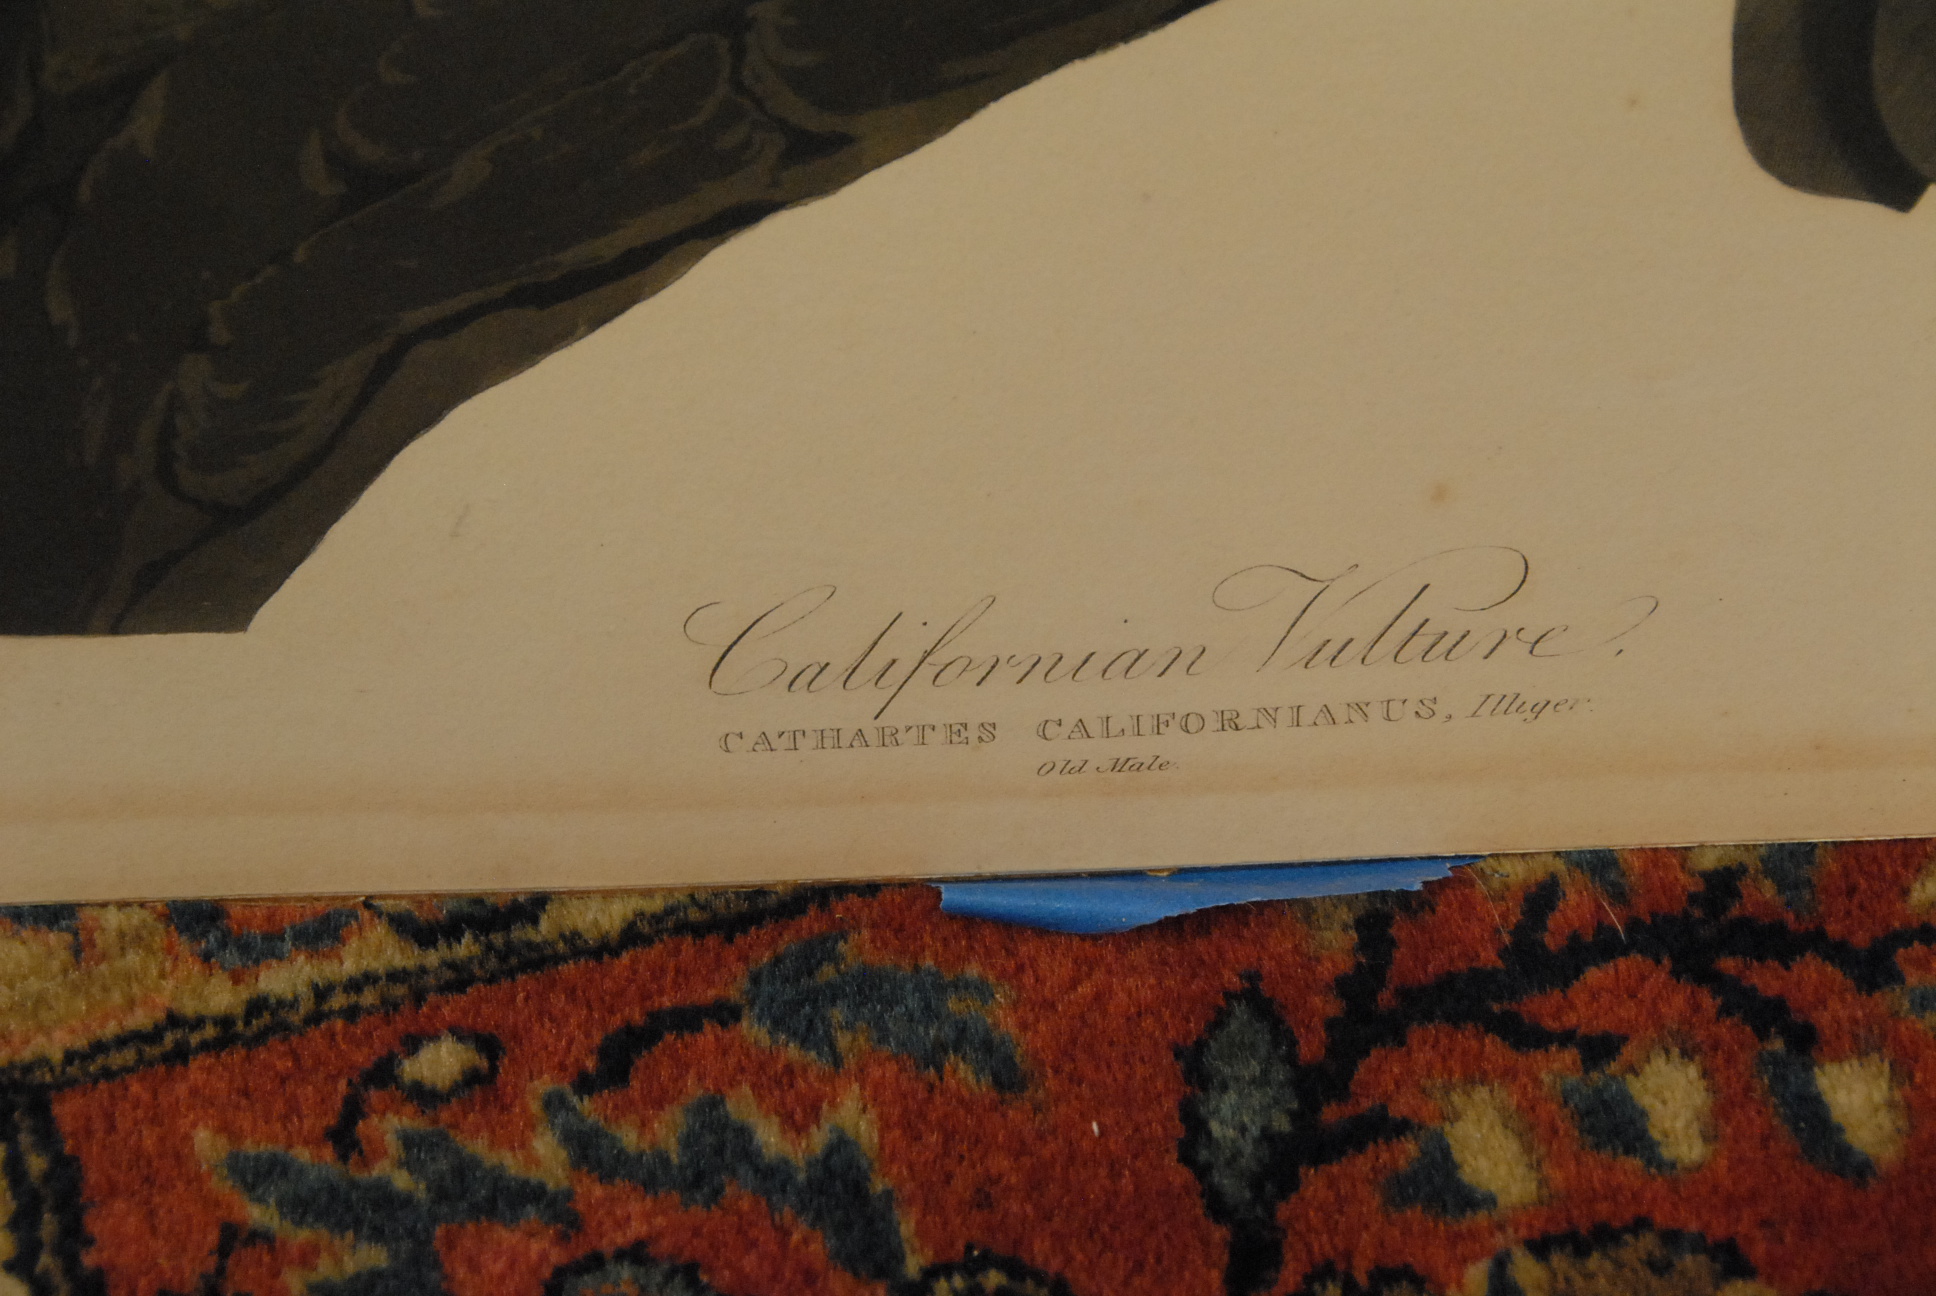 Californian Vulture.
CATHARTES CALIFORNIANUS, Illiger.
Old Male.